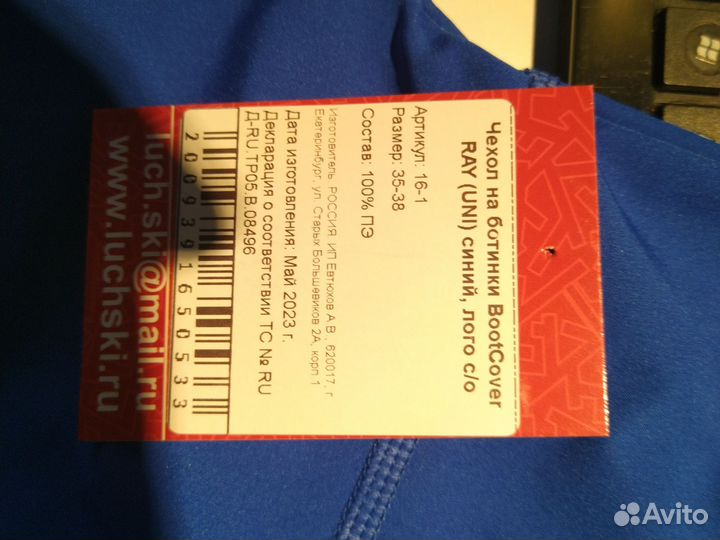 Чехол на ботинки BootCover
RAY (UNI) синий, лого с/о
Артикул: 16-1
Размер: 35-38
Состав: 100% ПЭ
Изготовитель: РОССИЯ, ИП Евтюхов А.В., 620017, г.
Екатеринбург, ул. Старых Большевиков 2А, корп 1
Дата изготовления: Май 2023 г.
Декларация о соответствии ТС № RU
Д-RU.ТР05.В.08496
2009391650533
luch.ski@mail.ru
www.luchski.ru
Avito